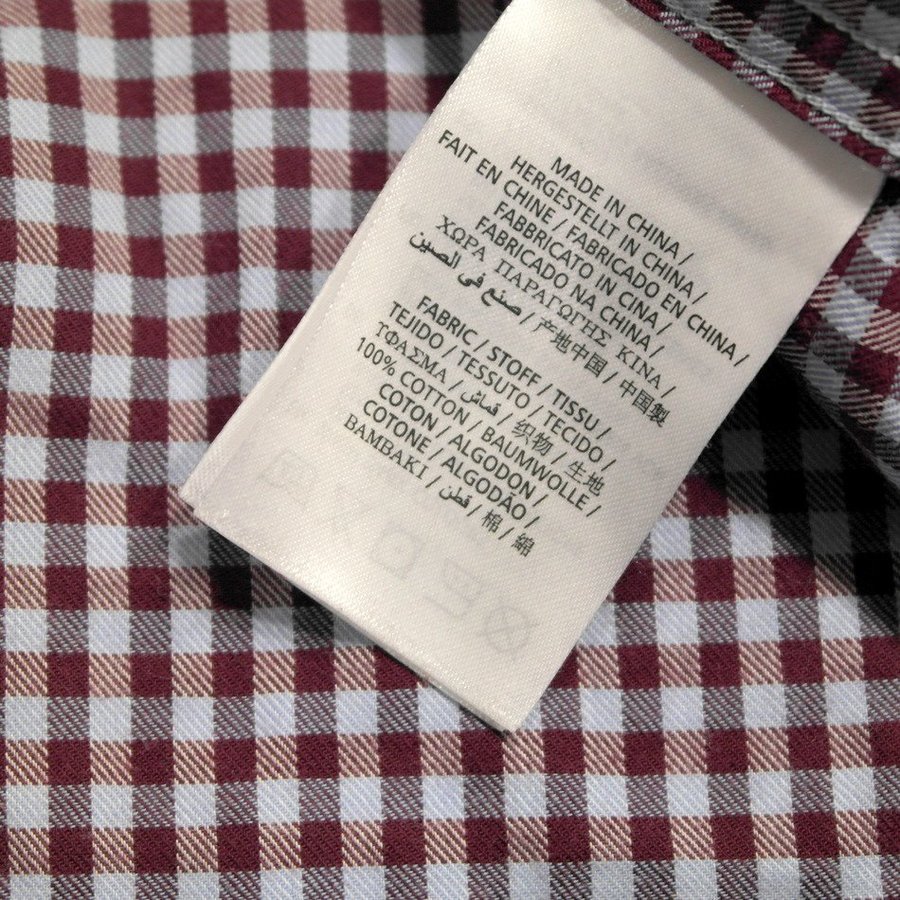 MADE IN CHINA /
HERGESTELLT IN CHINA /
FAIT EN CHINE / FABRICADO EN CHINA /
FABBRICATO IN CINA /
FABRICADO NA CHINA /
ΧΩΡΑ ΠΑΡΑΓΩΓΗΣ ΚΙΝΑ /
صنع في الصين / 产地中国 / 中国製
FABRIC / STOFF / TISSU /
TEJIDO / TESSUTO / TECIDO /
ΤΦΑΣΜΑ / قماش / 织物 / 生地
100% COTTON / BAUMWOLLE /
COTON / ALGODON /
COTONE / ALGODÃO /
ΒΑΜΒΑΚΙ / قطن / 棉 / 綿